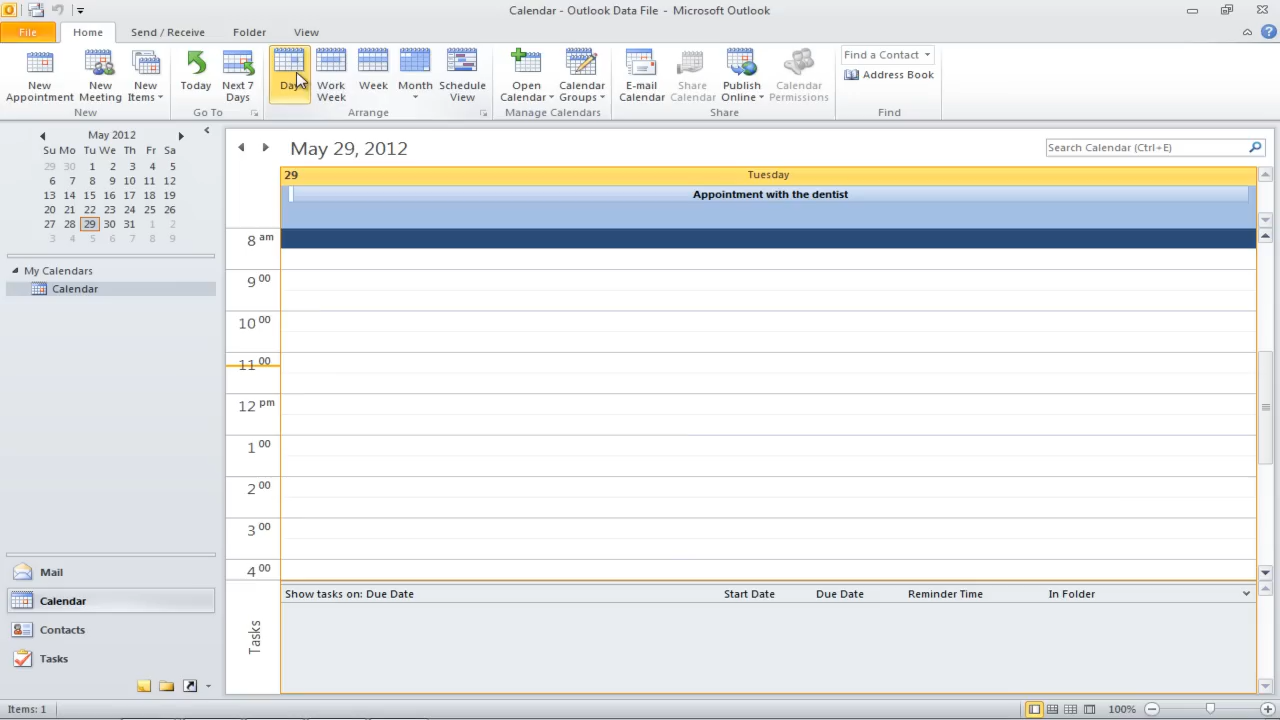 Calendar - Outlook Data File - Microsoft Outlook
File Home Send / Receive Folder View
New Appointment New Meeting New Items Today Next 7 Days Day Work Week Week Month Schedule View Open Calendar Calendar Groups E-mail Calendar Share Calendar Publish Online Calendar Permissions Find a Contact
Address Book
New Go To Arrange Manage Calendars Share Find
May 2012
Su Mo Tu We Th Fr Sa
29 30 1 2 3 4 5
6 7 8 9 10 11 12
13 14 15 16 17 18 19
20 21 22 23 24 25 26
27 28 29 30 31 1 2
3 4 5 6 7 8 9
My Calendars
Calendar
Mail
Calendar
Contacts
Tasks
May 29, 2012 Search Calendar (Ctrl+E)
29 Tuesday
Appointment with the dentist
8 am
9 00
10 00
11 00
12 pm
1 00
2 00
3 00
4 00
Show tasks on: Due Date Start Date Due Date Reminder Time In Folder
Tasks
Items: 1 100%